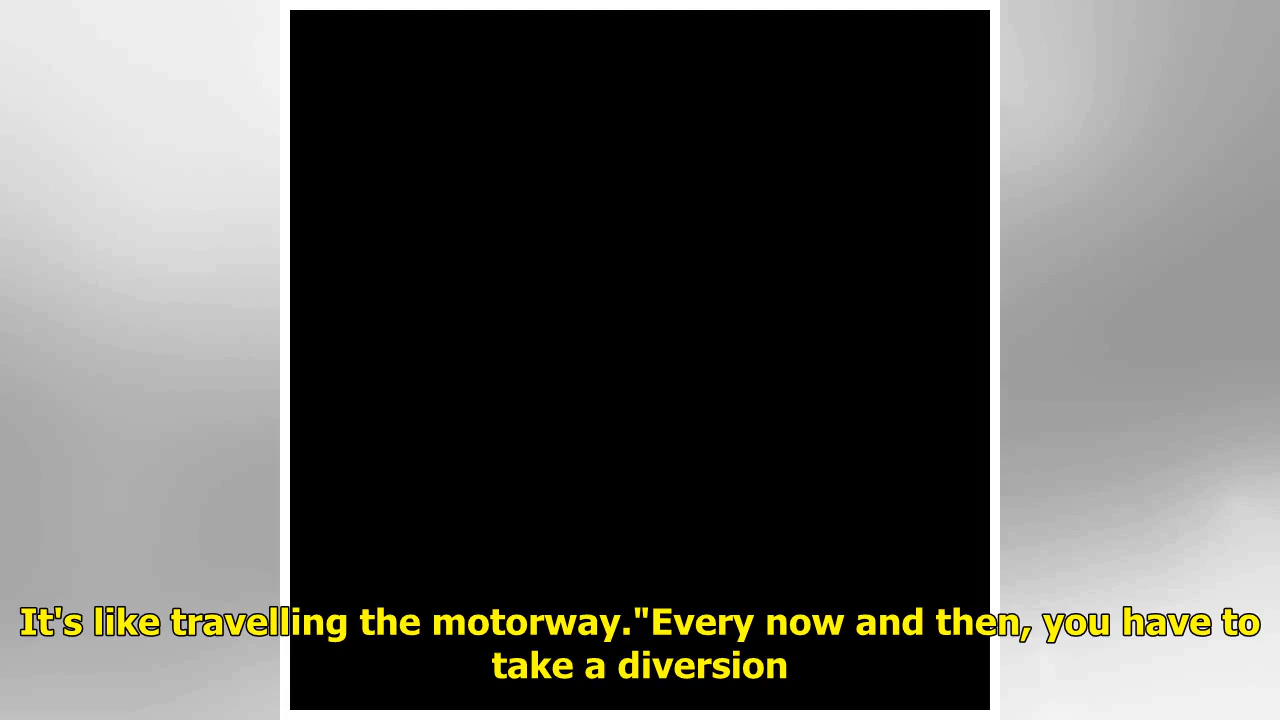 It's like travelling the motorway."Every now and then, you have to
take a diversion